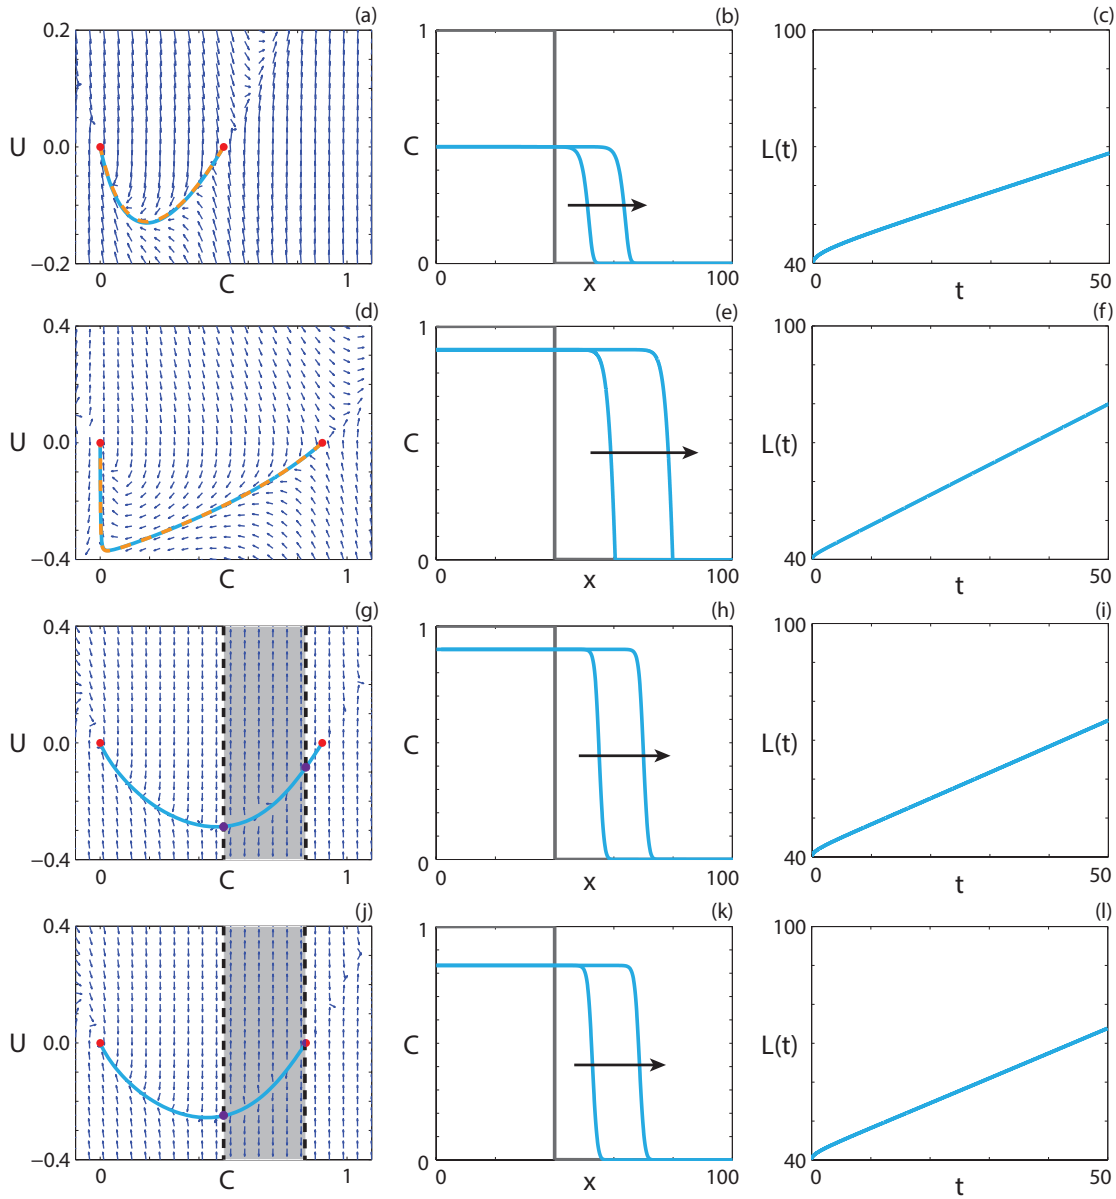 (a) (b) (c)
0.2 1 100
U 0.0 C L(t)
−0.2 0 40
0 1 0 100 0 50
C x t
(d) (e) (f)
0.4 1 100
U 0.0 C L(t)
−0.4 0 40
0 1 0 100 0 50
C x t
(g) (h) (i)
0.4 1 100
U 0.0 C L(t)
−0.4 0 40
0 1 0 100 0 50
C x t
(j) (k) (l)
0.4 1 100
U 0.0 C L(t)
−0.4 0 40
0 1 0 100 0 50
C x t